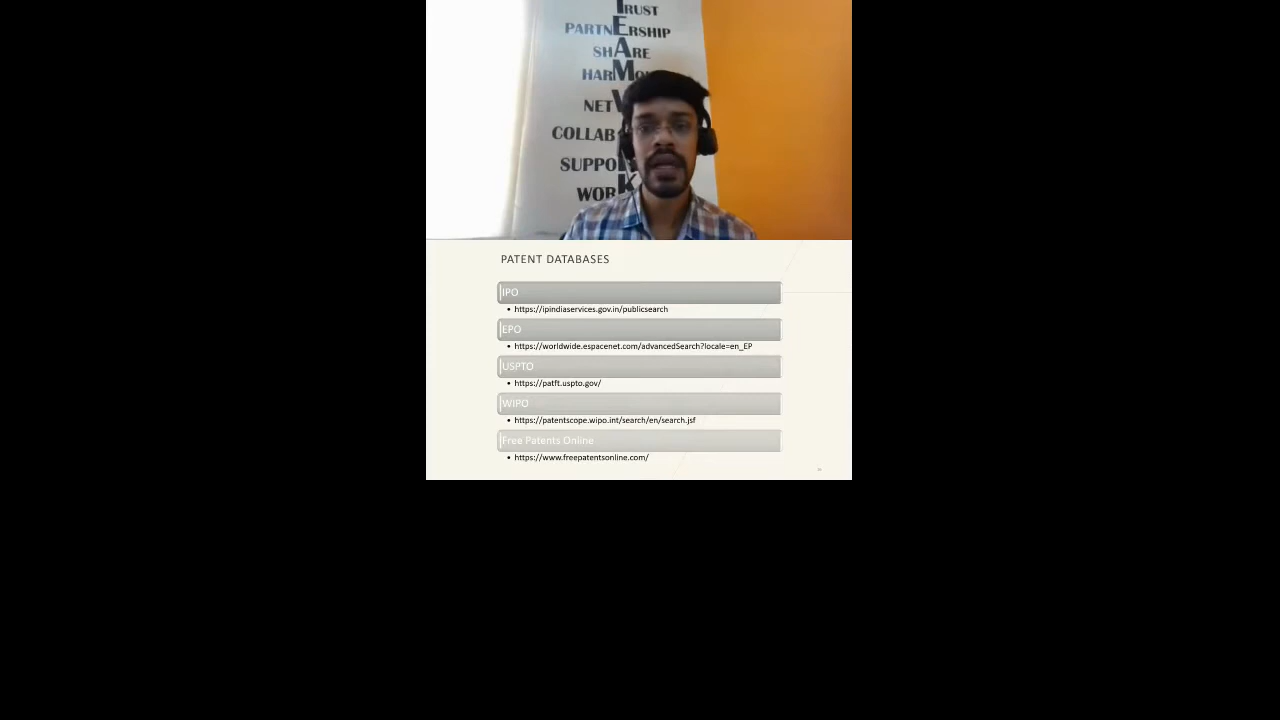 TRUST
PARTNERSHIP
SHARE
HARMO
NET
COLLAB
SUPPO
WOR K
PATENT DATABASES
IPO
• https://ipindiaservices.gov.in/publicsearch
EPO
• https://worldwide.espacenet.com/advancedSearch?locale=en_EP
USPTO
• https://patft.uspto.gov/
WIPO
• https://patentscope.wipo.int/search/en/search.jsf
Free Patents Online
• https://www.freepatentsonline.com/